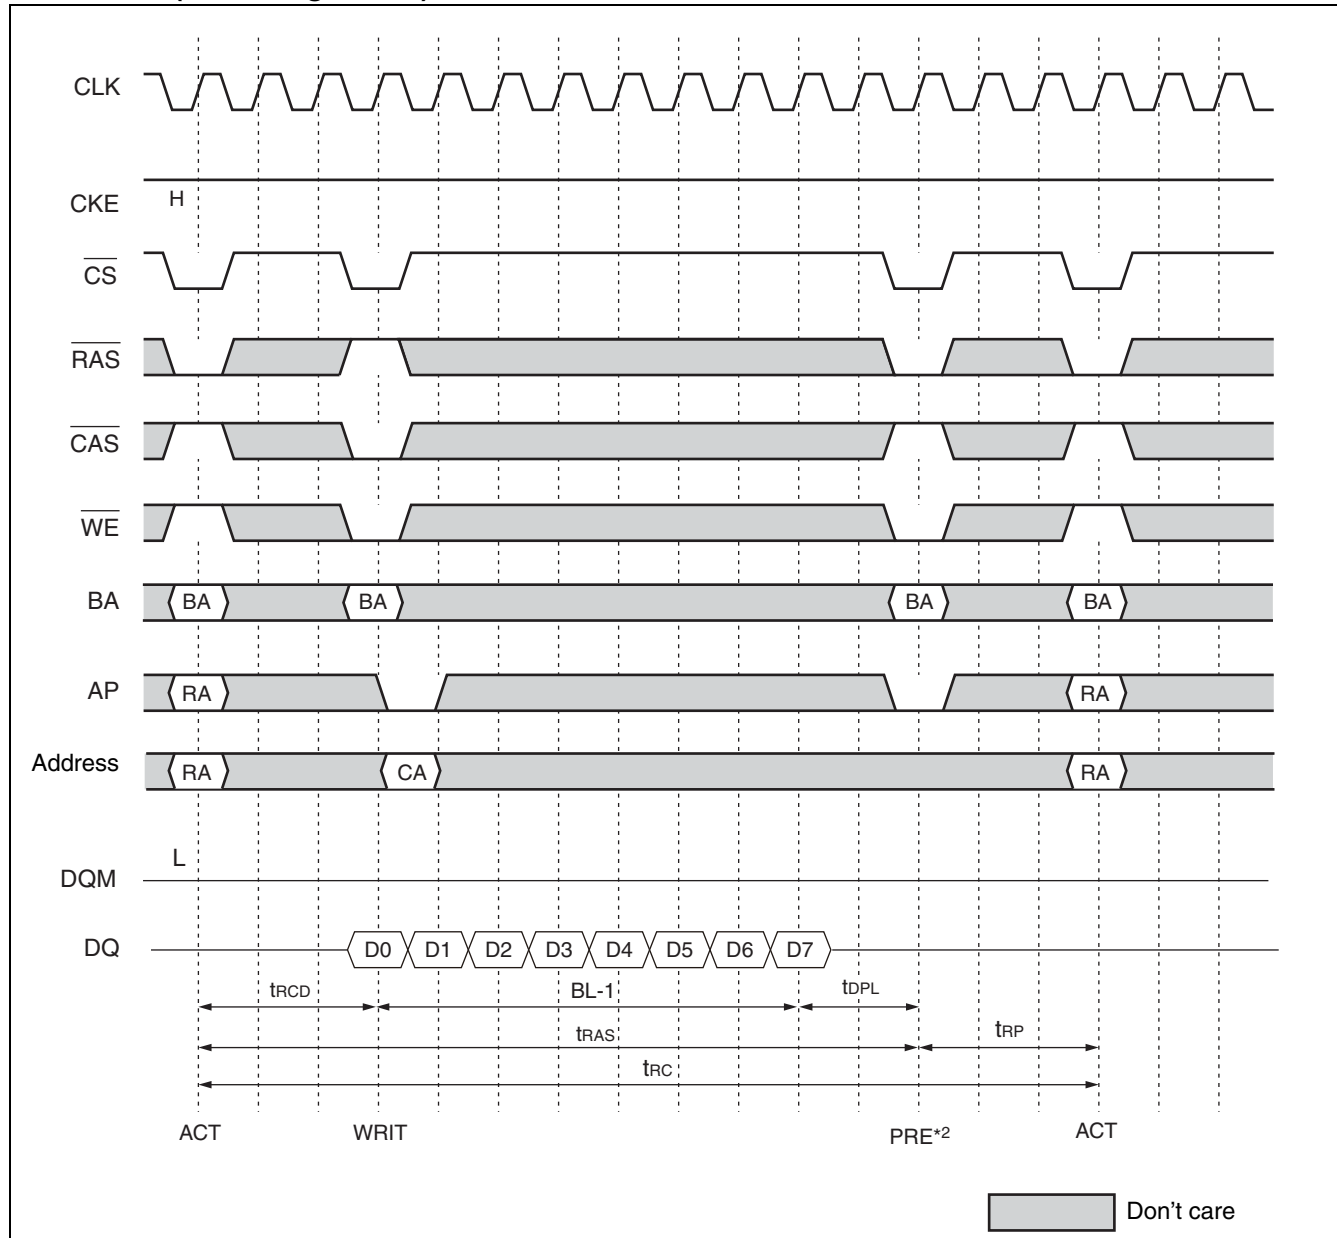 CLK
CKE H
CS
RAS
CAS
WE
BA BA BA BA BA
AP RA RA
Address RA CA RA
L
DQM
DQ D0 D1 D2 D3 D4 D5 D6 D7
tRCD BL-1 tDPL
tRAS tRP
tRC
ACT WRIT PRE*2 ACT
Don't care